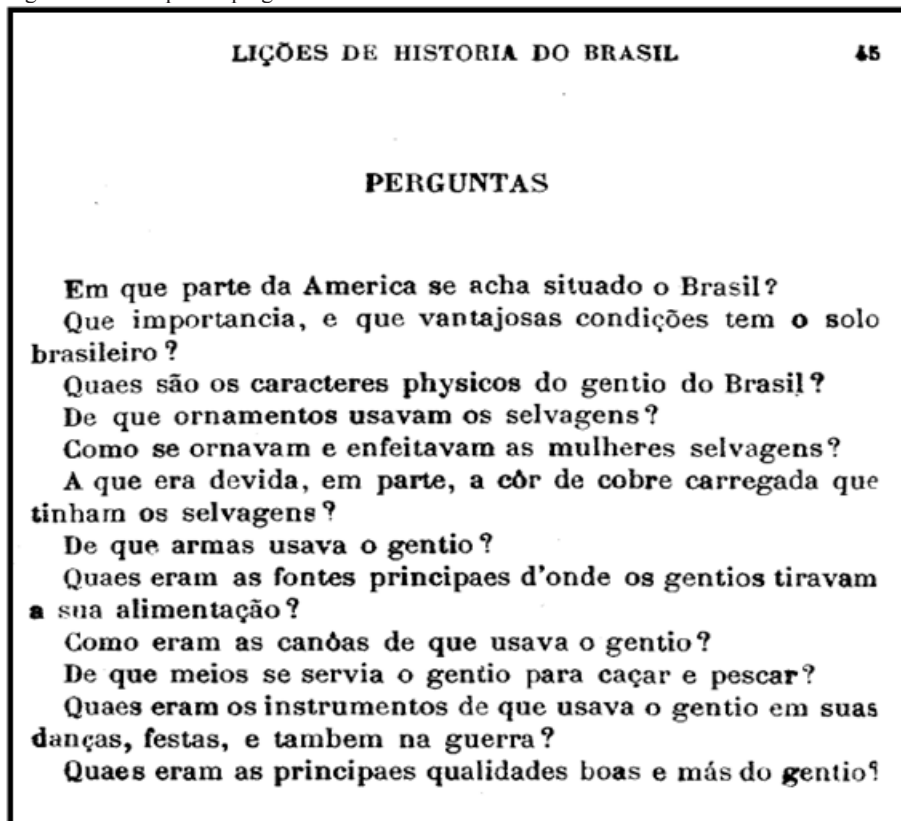 LIÇÕES DE HISTORIA DO BRASIL 45
PERGUNTAS
Em que parte da America se acha situado o Brasil?
Que importancia, e que vantajosas condições tem o solo
brasileiro?
Quaes são os caracteres physicos do gentio do Brasil?
De que ornamentos usavam os selvagens?
Como se ornavam e enfeitavam as mulheres selvagens?
A que era devida, em parte, a côr de cobre carregada que
tinham os selvagens?
De que armas usava o gentio?
Quaes eram as fontes principaes d'onde os gentios tiravam
a sua alimentação?
Como eram as canôas de que usava o gentio?
De que meios se servia o gentio para caçar e pescar?
Quaes eram os instrumentos de que usava o gentio em suas
danças, festas, e tambem na guerra?
Quaes eram as principaes qualidades boas e más do gentio?